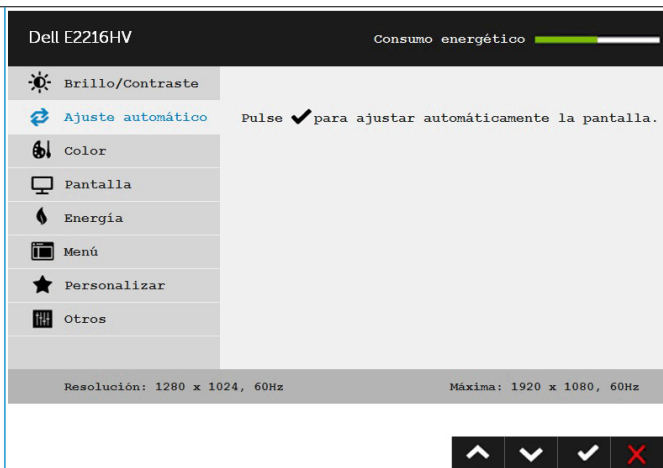 Dell E2216HV
Consumo energético
Brillo/Contraste
Ajuste automático
Pulse para ajustar automáticamente la pantalla.
Color
Pantalla
Energía
Menú
Personalizar
Otros
Resolución: 1280 x 1024, 60Hz
Máxima: 1920 x 1080, 60Hz